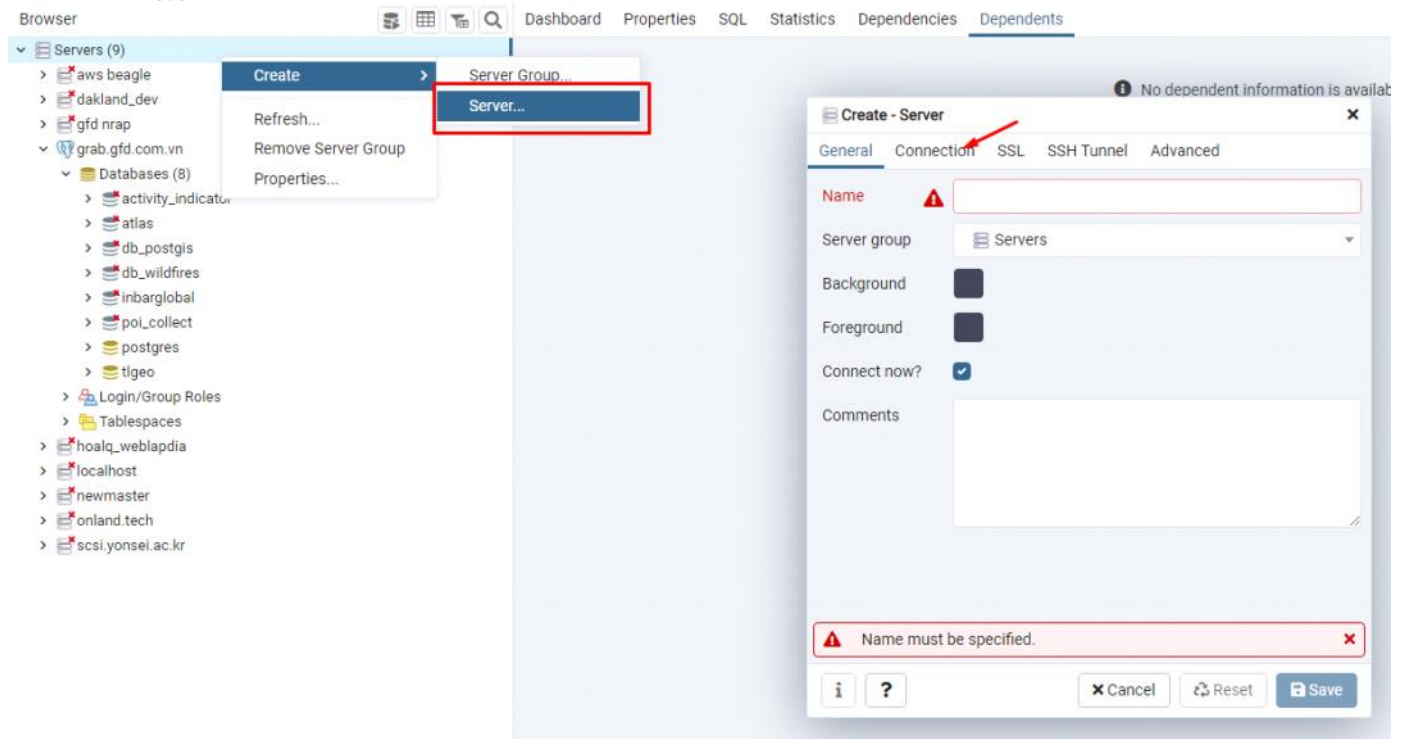 Browser
Dashboard Properties SQL Statistics Dependencies Dependents
Servers (9)
aws beagle
dakland_dev
gfd nrap
grab.gfd.com.vn
Databases (8)
activity_indicator
atlas
db_postgis
db_wildfires
inbarglobal
poi_collect
postgres
tlgeo
Login/Group Roles
Tablespaces
hoalq_weblapdia
localhost
newmaster
onland.tech
scsi.yonsei.ac.kr
Create
Refresh...
Remove Server Group
Properties...
Server Group...
Server...
No dependent information is availab
Create - Server
General Connection SSL SSH Tunnel Advanced
Name
Server group Servers
Background
Foreground
Connect now?
Comments
Name must be specified.
i ? Cancel Reset Save